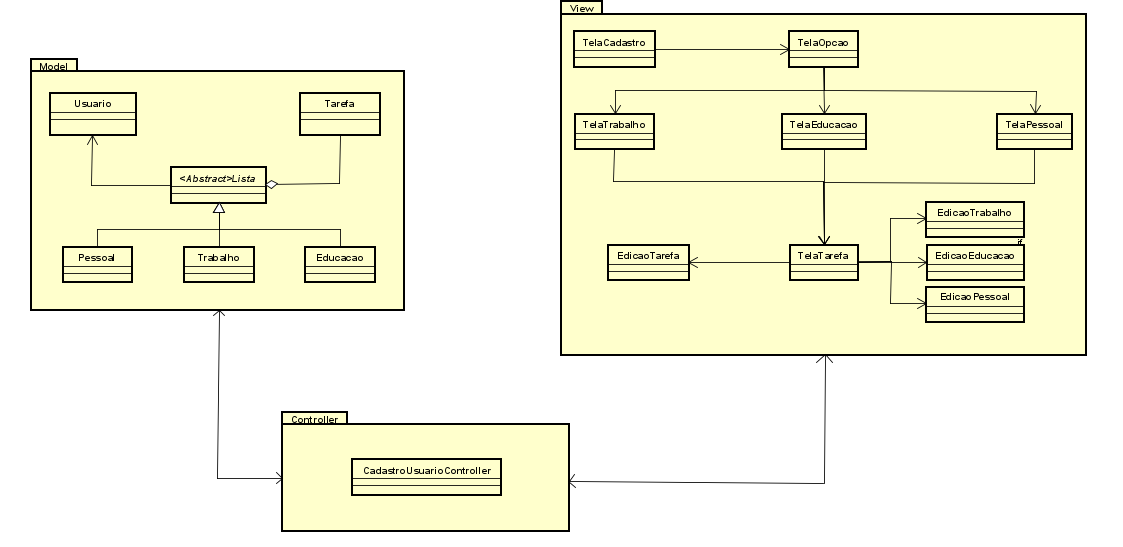 Model
Usuario
Tarefa
<Abstract>Lista
Pessoal
Trabalho
Educacao
View
TelaCadastro
TelaOpcao
TelaTrabalho
TelaEducacao
TelaPessoal
EdicaoTrabalho
if
EdicaoTarefa
TelaTarefa
EdicaoEducacao
EdicaoPessoal
Controller
CadastroUsuarioController